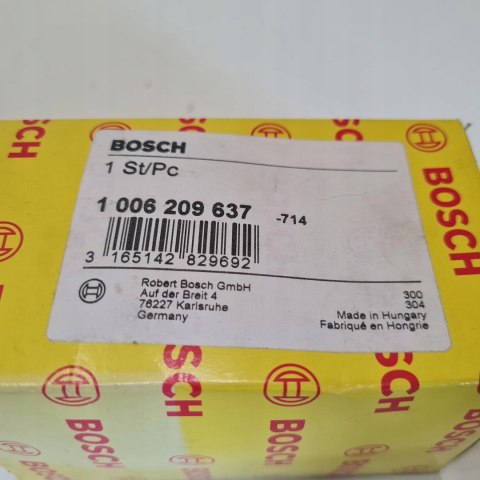 BOSCH
1 St/Pc
1 006 209 637 -714
3 165142 829692
Robert Bosch GmbH
Auf der Breit 4
76227 Karlsruhe
Germany
300
304
Made in Hungary
Fabriqué en Hongrie
BOSCH
BOSCH
BOSCH
BOSCH
BOSCH